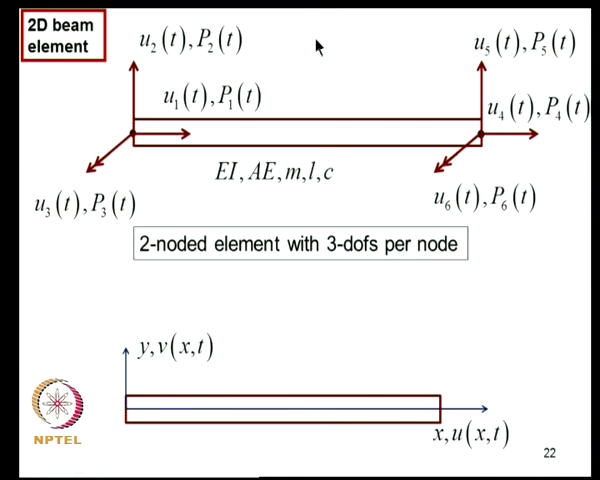 2D beam
element
u₂(t), P₂(t)
u₅(t), P₅(t)
u₁(t), P₁(t)
u₄(t), P₄(t)
EI, AE, m, l, c
u₃(t), P₃(t)
u₆(t), P₆(t)
2-noded element with 3-dofs per node
y, v(x,t)
x, u(x,t)
NPTEL
22